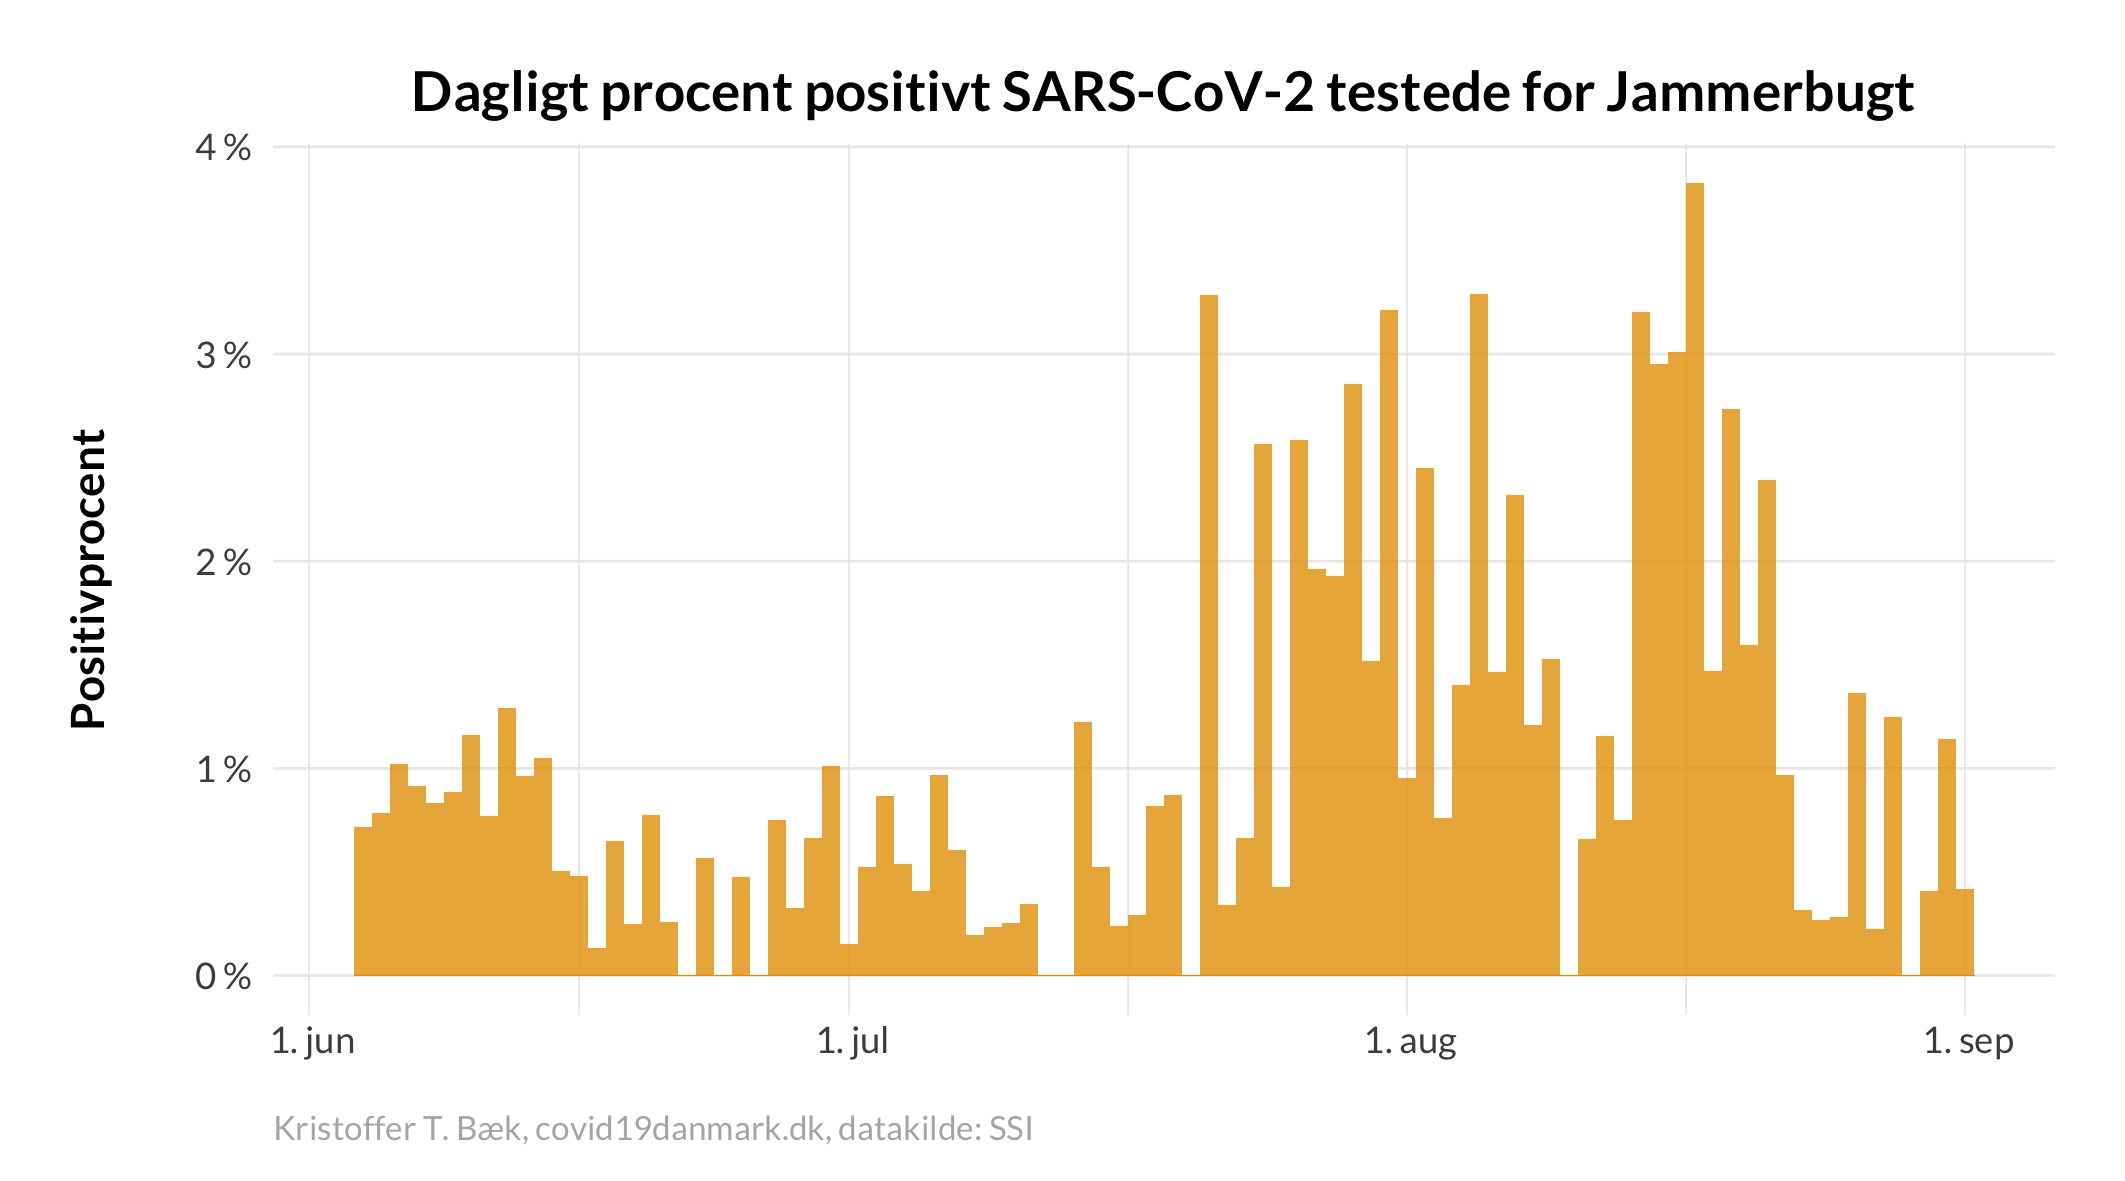 Dagligt procent positivt SARS-CoV-2 testede for Jammerbugt
Positivprocent
4 %
3 %
2 %
1 %
0 %
1. jun
1. jul
1. aug
1. sep
Kristoffer T. Bæk, covid19danmark.dk, datakilde: SSI